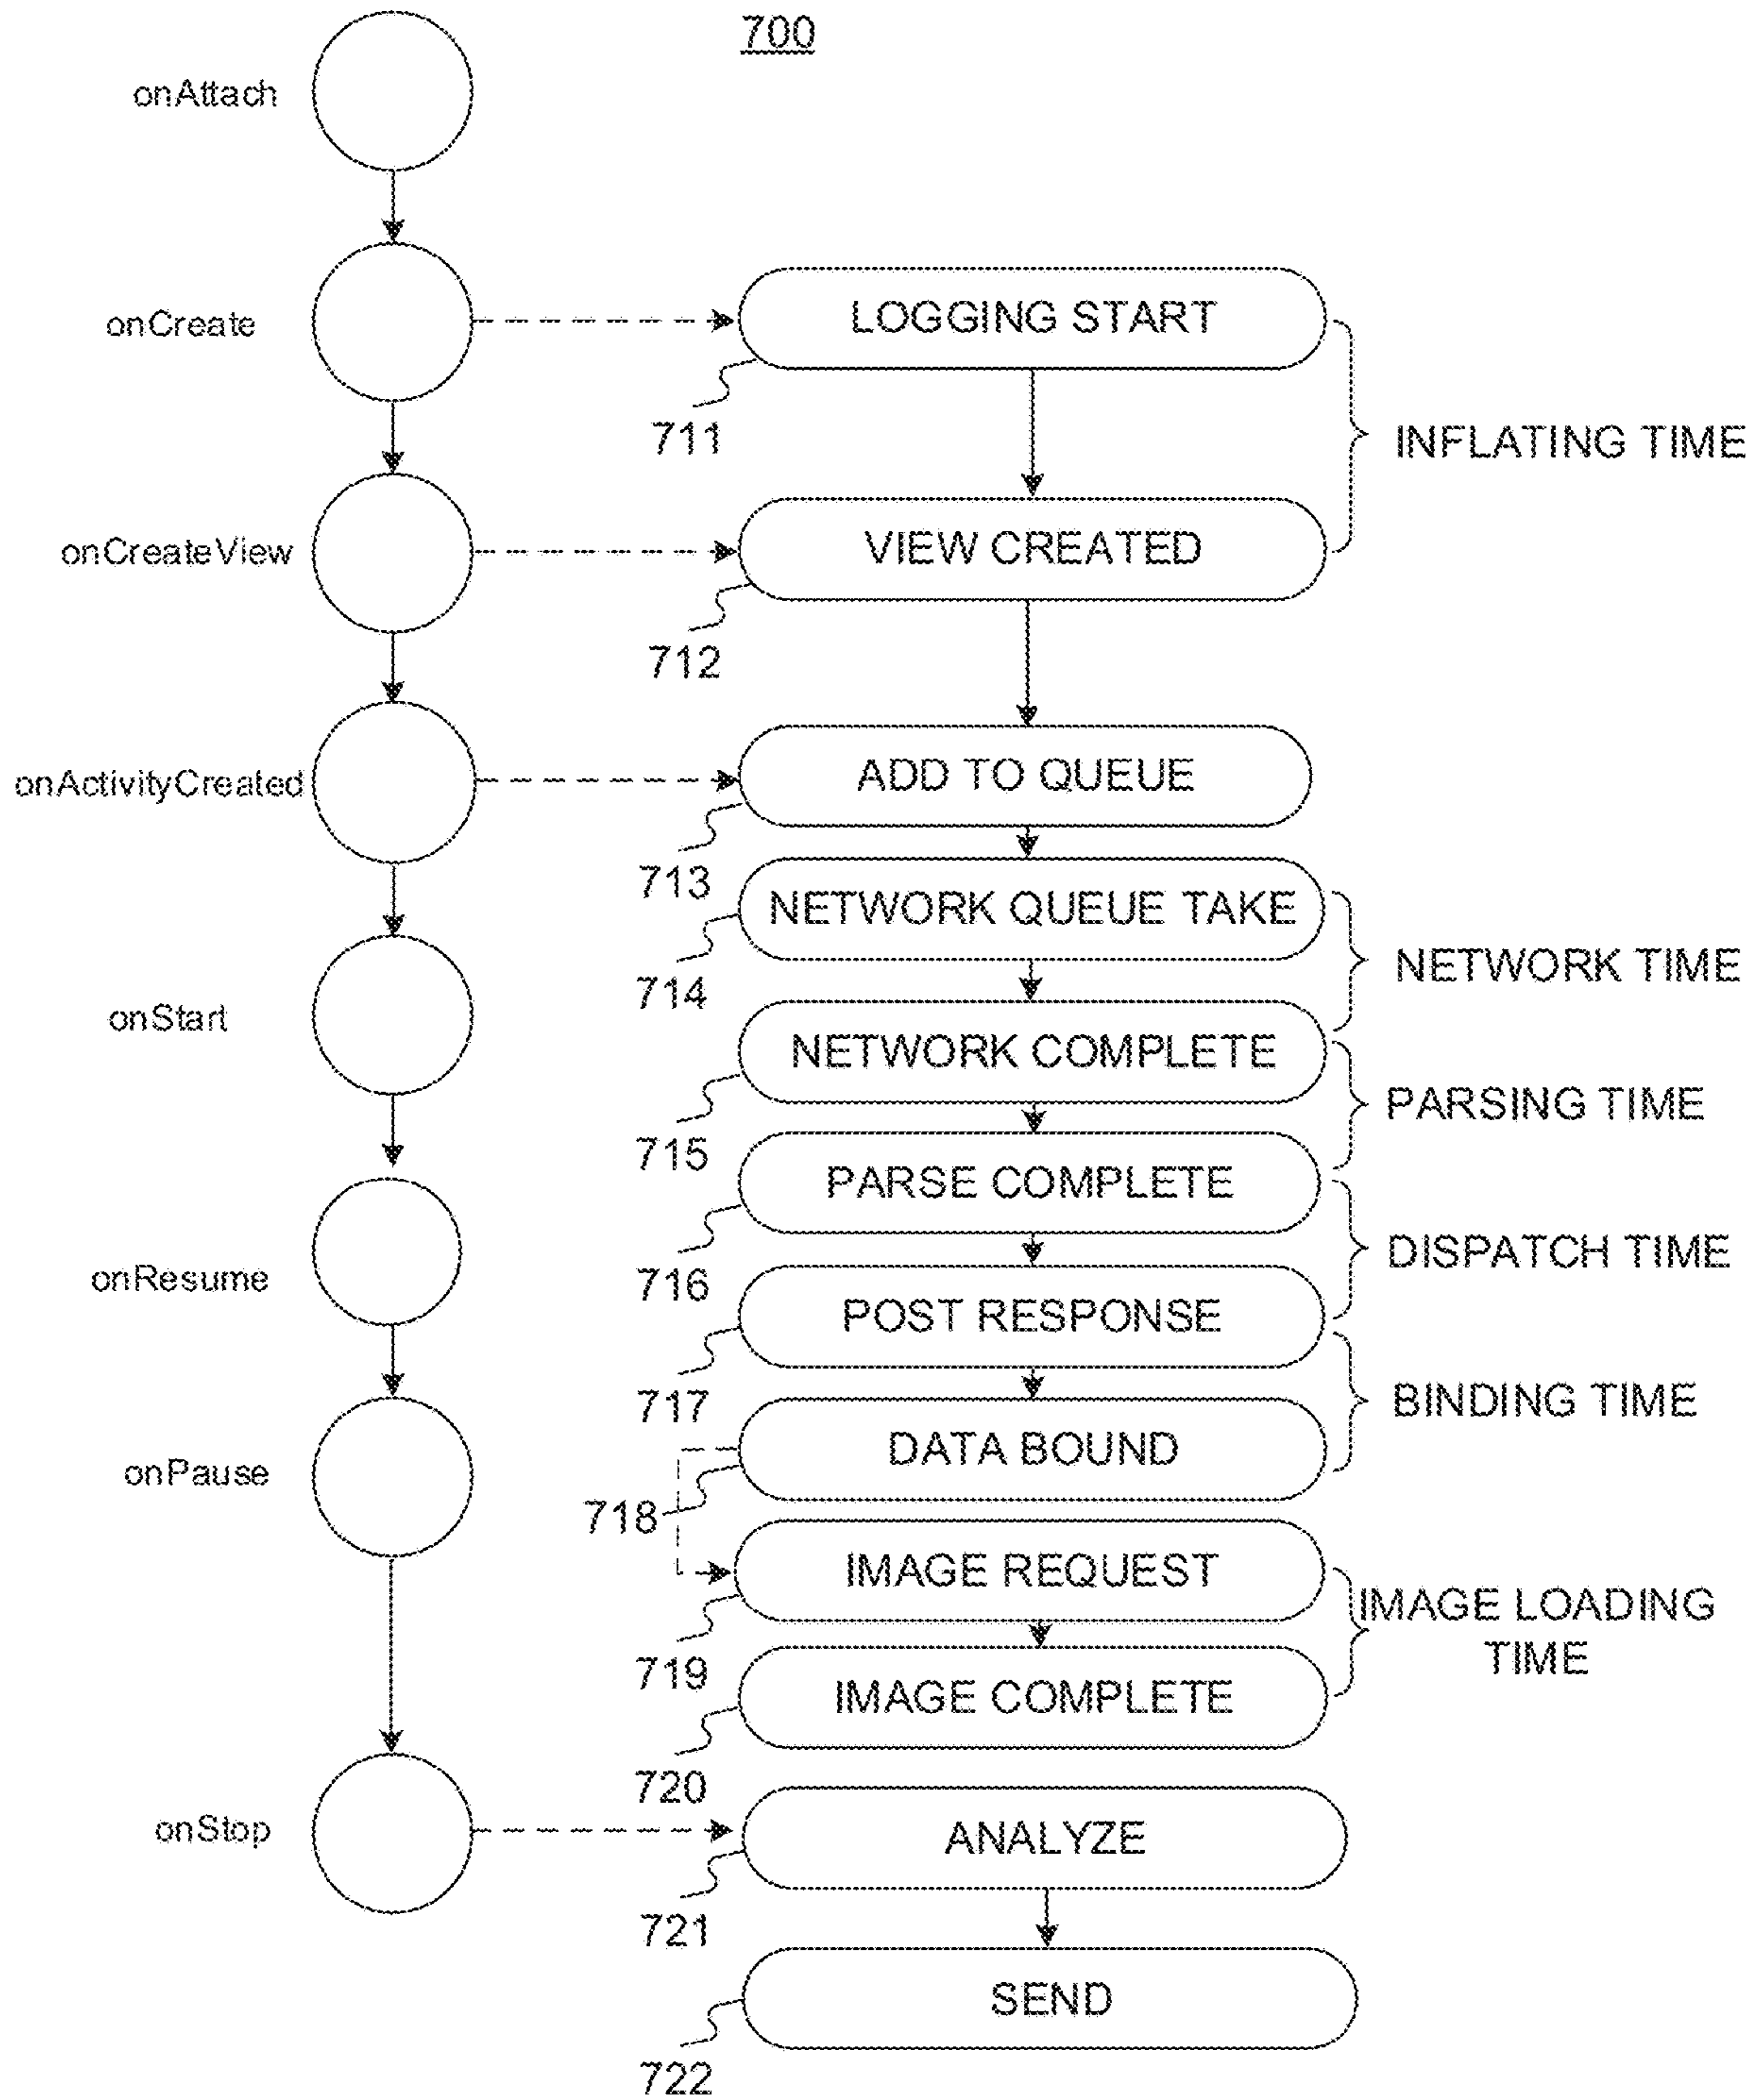 700
onAttach
onCreate
LOGGING START
711
INFLATING TIME
onCreateView
VIEW CREATED
712
onActivityCreated
ADD TO QUEUE
713
NETWORK QUEUE TAKE
714
NETWORK TIME
onStart
NETWORK COMPLETE
715
PARSING TIME
PARSE COMPLETE
716
DISPATCH TIME
onResume
POST RESPONSE
717
BINDING TIME
onPause
DATA BOUND
718
IMAGE REQUEST
719
IMAGE LOADING
TIME
IMAGE COMPLETE
720
onStop
ANALYZE
721
SEND
722